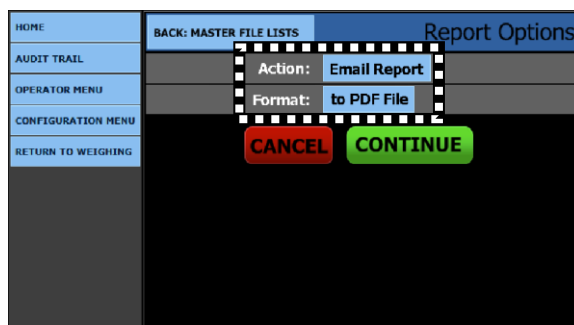 HOME
AUDIT TRAIL
OPERATOR MENU
CONFIGURATION MENU
RETURN TO WEIGHING
BACK: MASTER FILE LISTS
Report Options
Action: Email Report
Format: to PDF File
CANCEL CONTINUE